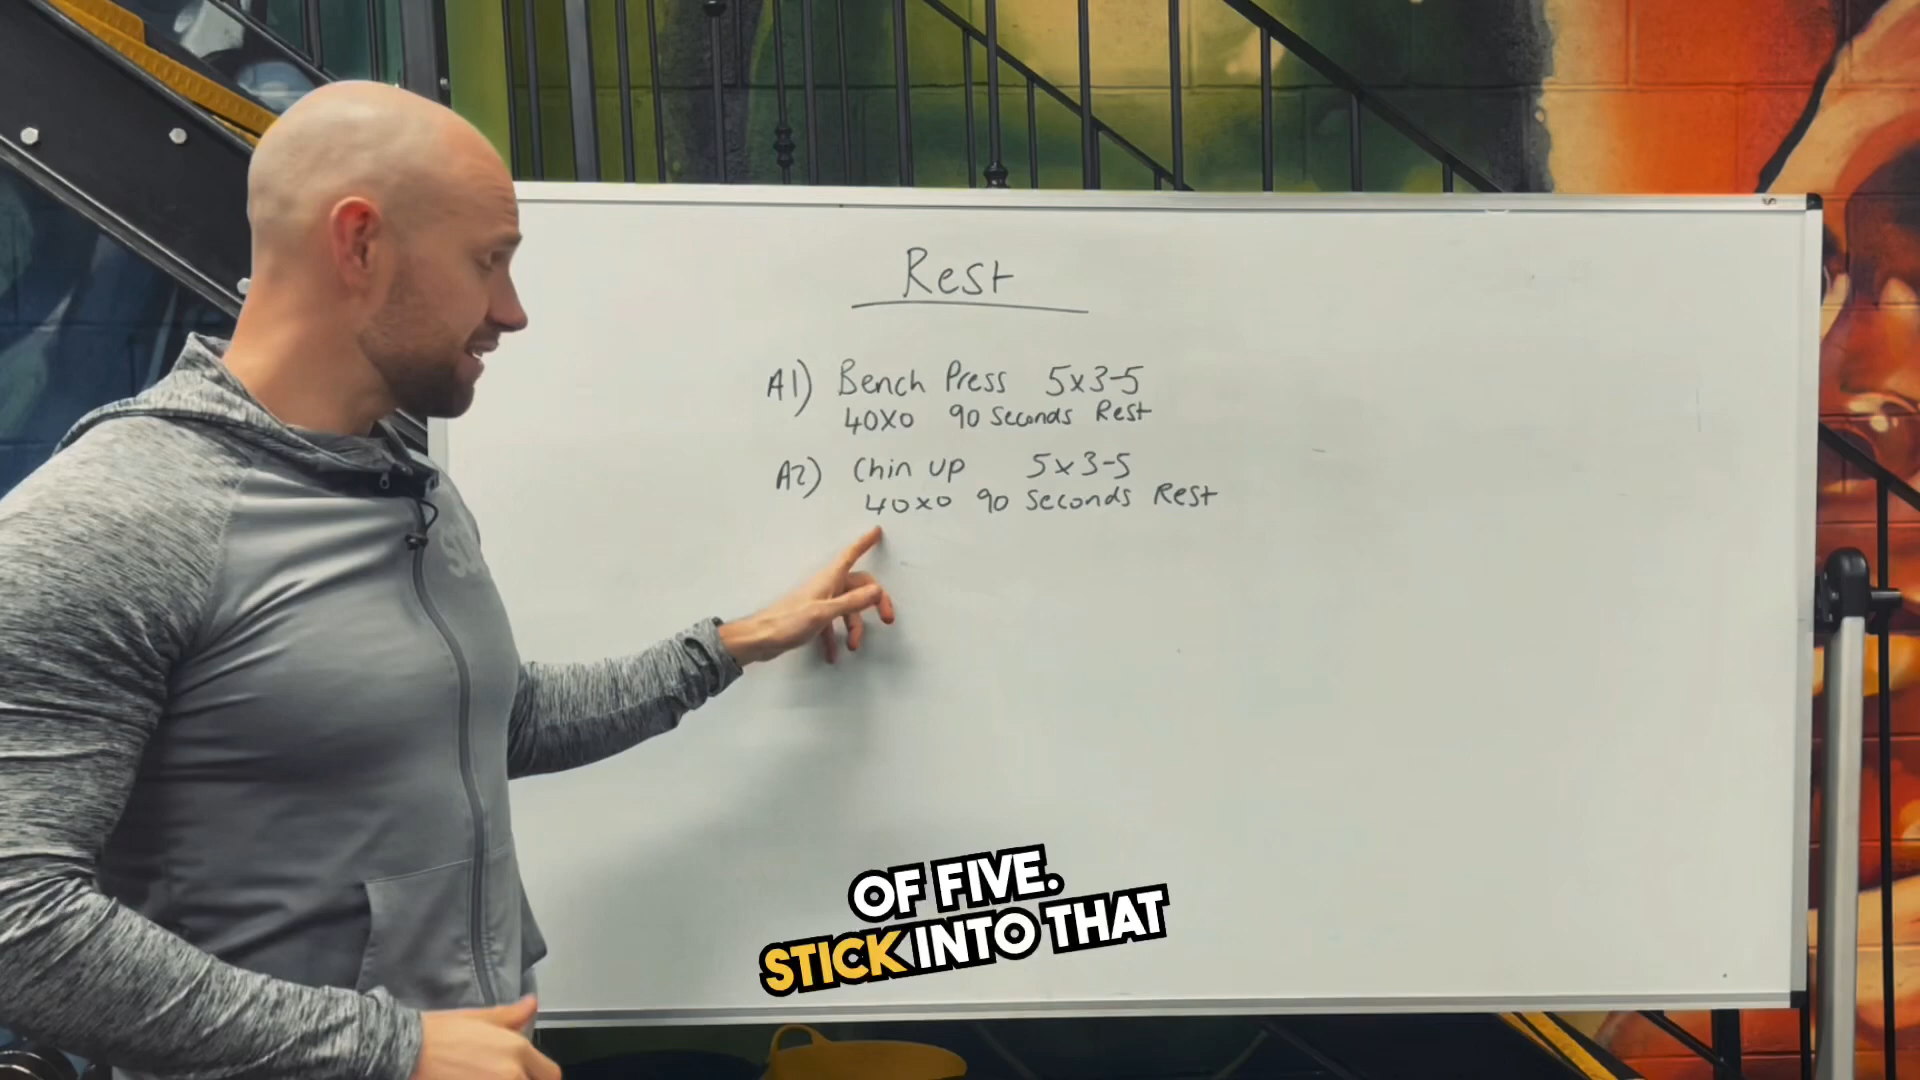 Rest
A1) Bench Press 5x3-5
40X0 90 Seconds Rest
A2) Chin up 5x3-5
40x0 90 Seconds Rest
OF FIVE.
STICK INTO THAT